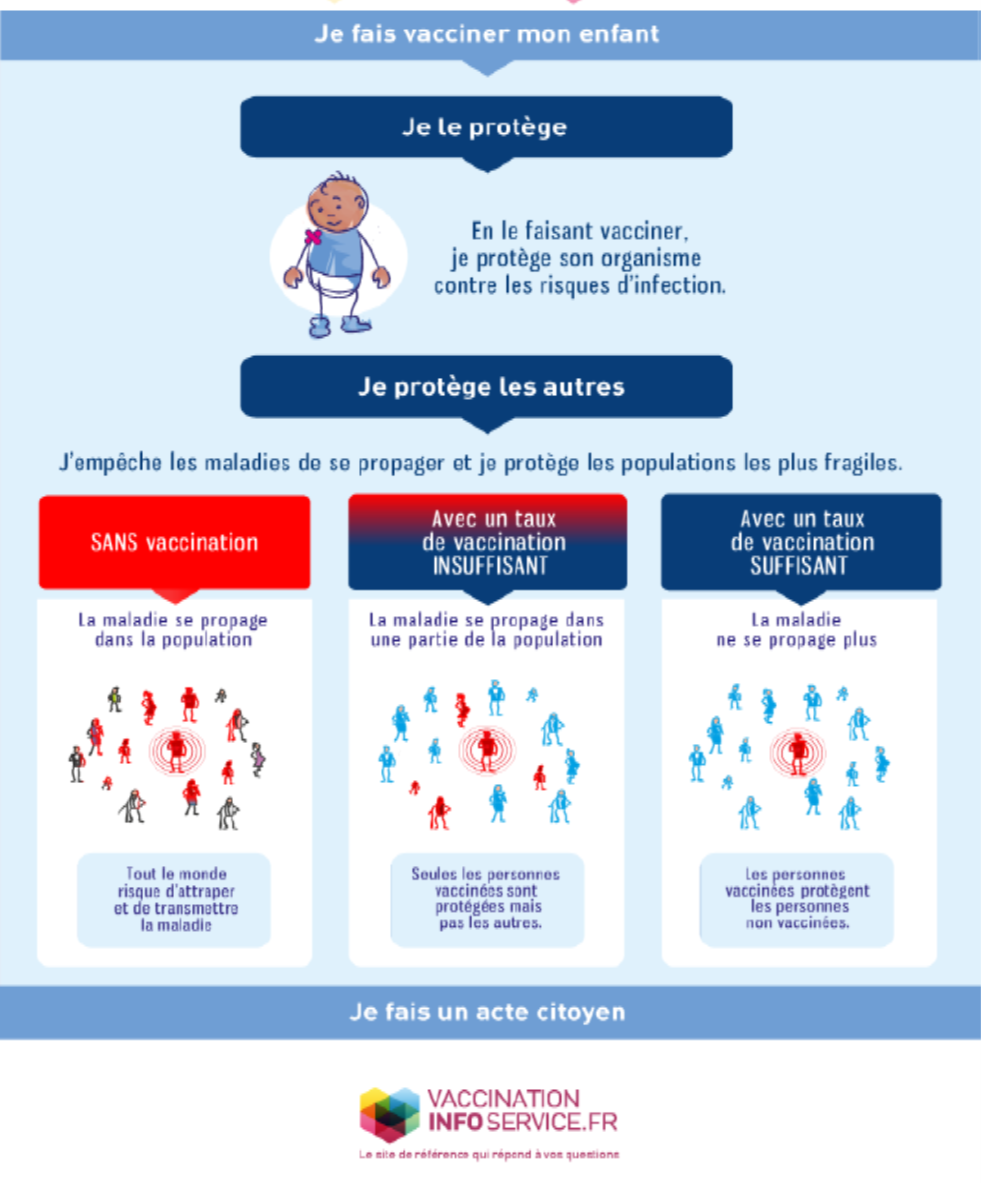 Je fais vacciner mon enfant
Je le protège
En le faisant vacciner,
je protège son organisme
contre les risques d'infection.
Je protège les autres
J'empêche les maladies de se propager et je protège les populations les plus fragiles.
SANS vaccination
La maladie se propage
dans la population
Tout le monde
risque d'attraper
et de transmettre
la maladie
Avec un taux
de vaccination
INSUFFISANT
La maladie se propage dans
une partie de la population
Seules les personnes
vaccinées sont
protégées mais
pas les autres.
Avec un taux
de vaccination
SUFFISANT
La maladie
ne se propage plus
Les personnes
vaccinées protègent
les personnes
non vaccinées.
Je fais un acte citoyen
VACCINATION
INFO SERVICE.FR
Le site de référence qui répond à vos questions